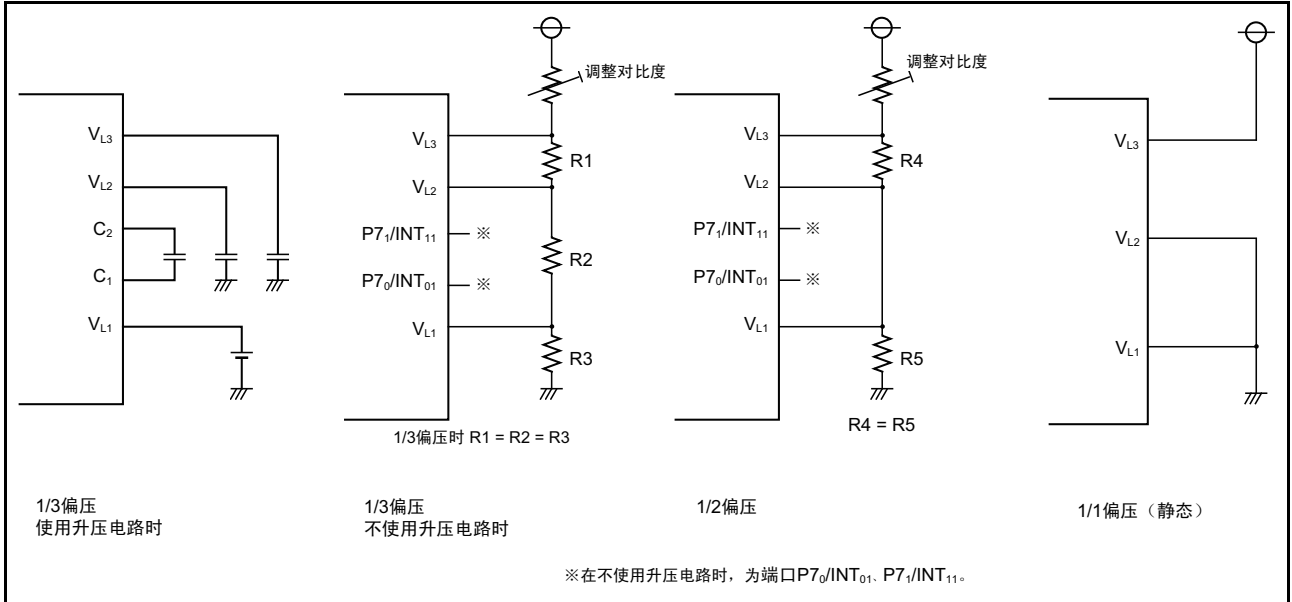 VL3
VL2
C2
C1
VL1
1/3偏压
使用升压电路时
调整对比度
VL3
R1
VL2
P71/INT11 ※
R2
P70/INT01 ※
VL1
R3
1/3偏压时 R1 = R2 = R3
1/3偏压
不使用升压电路时
调整对比度
VL3
R4
VL2
P71/INT11 ※
P70/INT01 ※
VL1
R5
R4 = R5
1/2偏压
VL3
VL2
VL1
1/1偏压（静态）
※在不使用升压电路时，为端口P70/INT01、P71/INT11。